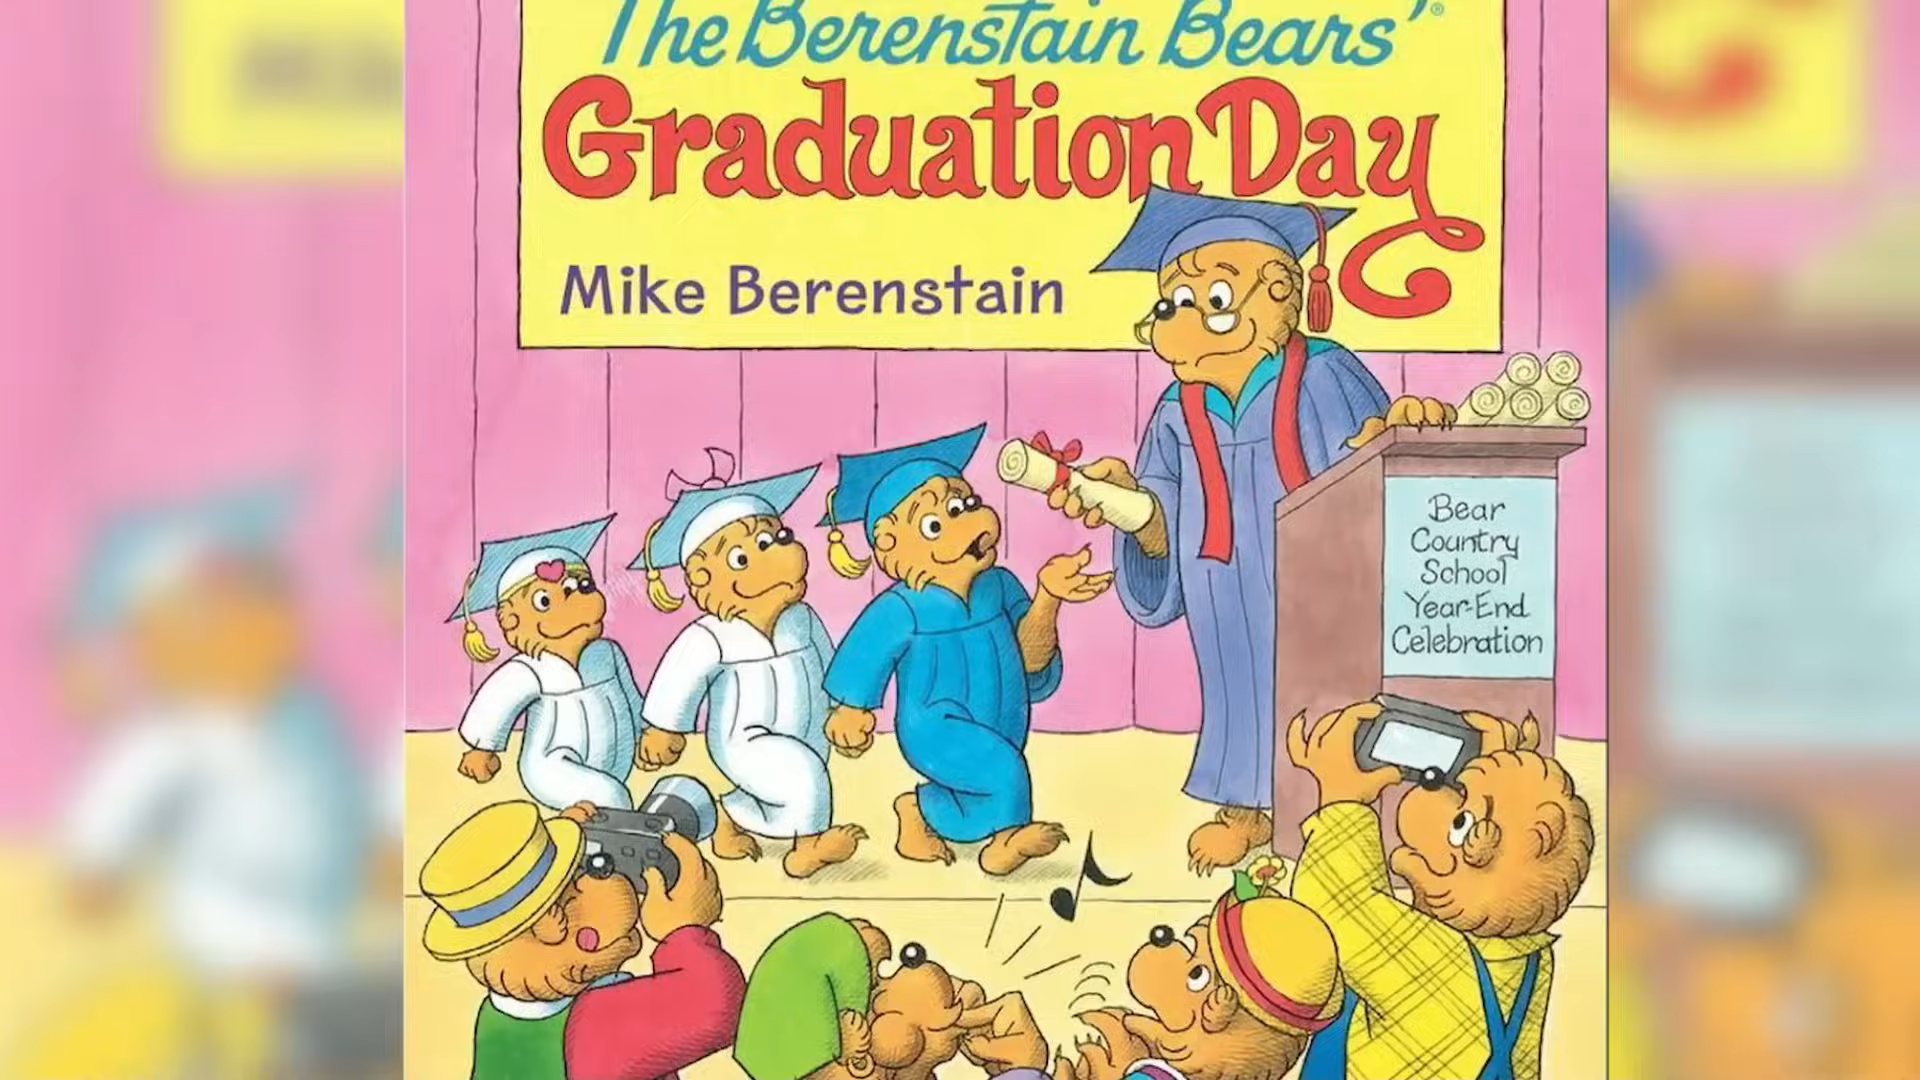 The Berenstain Bears'®
Graduation Day
Mike Berenstain
Bear
Country
School
Year-End
Celebration